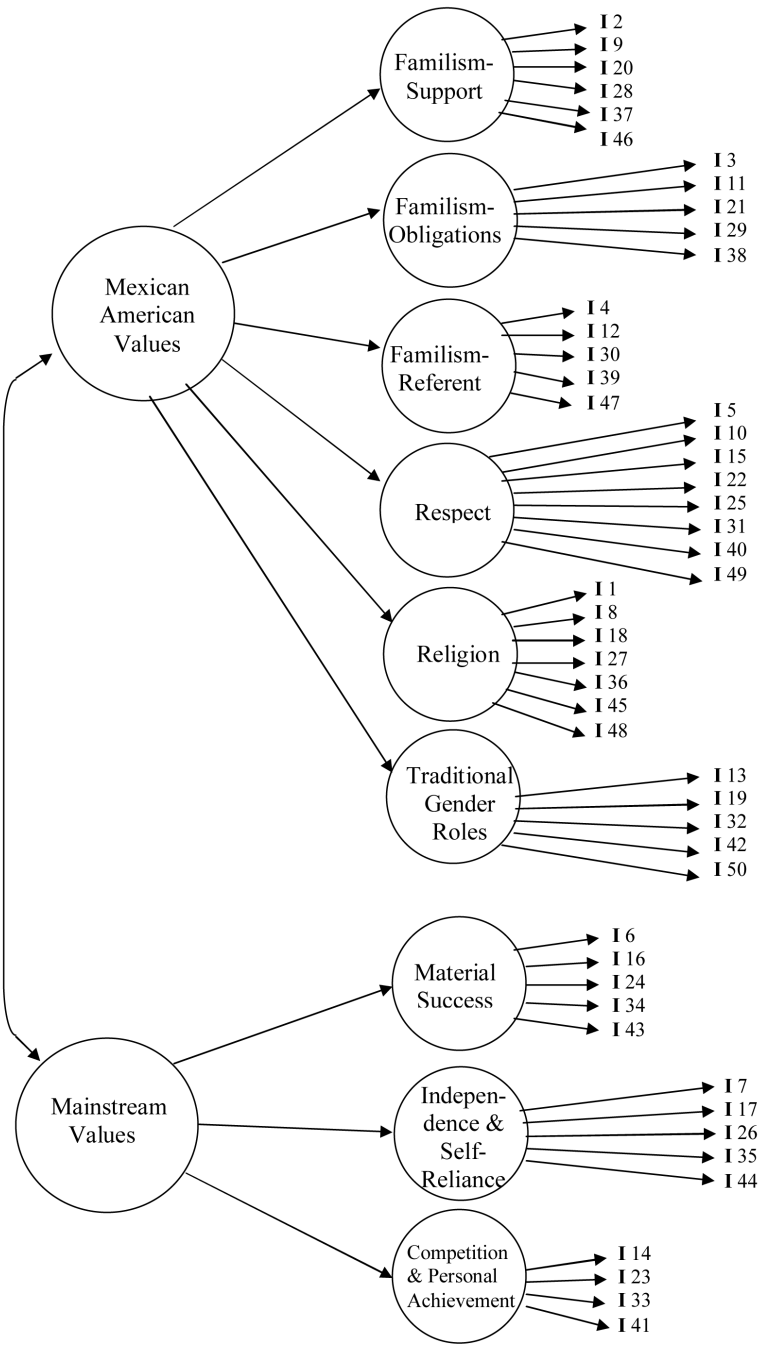 Familism-
Support
I 2
I 9
I 20
I 28
I 37
I 46
Familism-
Obligations
I 3
I 11
I 21
I 29
I 38
Mexican
American
Values
Familism-
Referent
I 4
I 12
I 30
I 39
I 47
Respect
I 5
I 10
I 15
I 22
I 25
I 31
I 40
I 49
Religion
I 1
I 8
I 18
I 27
I 36
I 45
I 48
Traditional
Gender
Roles
I 13
I 19
I 32
I 42
I 50
Material
Success
I 6
I 16
I 24
I 34
I 43
Mainstream
Values
Indepen-
dence &
Self-
Reliance
I 7
I 17
I 26
I 35
I 44
Competition
& Personal
Achievement
I 14
I 23
I 33
I 41